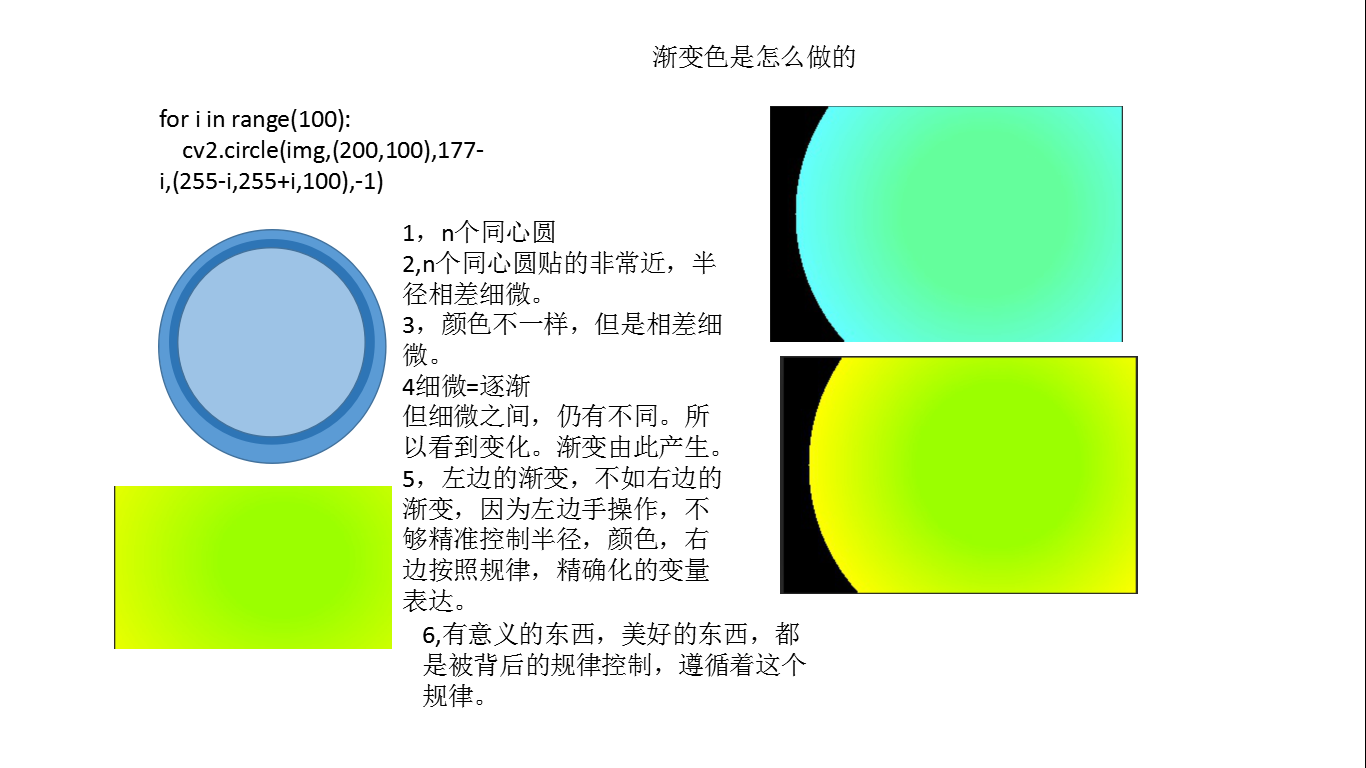 渐变色是怎么做的
for i in range(100):
cv2.circle(img,(200,100),177-
i,(255-i,255+i,100),-1)
1，n个同心圆
2,n个同心圆贴的非常近，半
径相差细微。
3，颜色不一样，但是相差细
微。
4细微=逐渐
但细微之间，仍有不同。所
以看到变化。渐变由此产生。
5，左边的渐变，不如右边的
渐变，因为左边手操作，不
够精准控制半径，颜色，右
边按照规律，精确化的变量
表达。
6,有意义的东西，美好的东西，都
是被背后的规律控制，遵循着这个
规律。